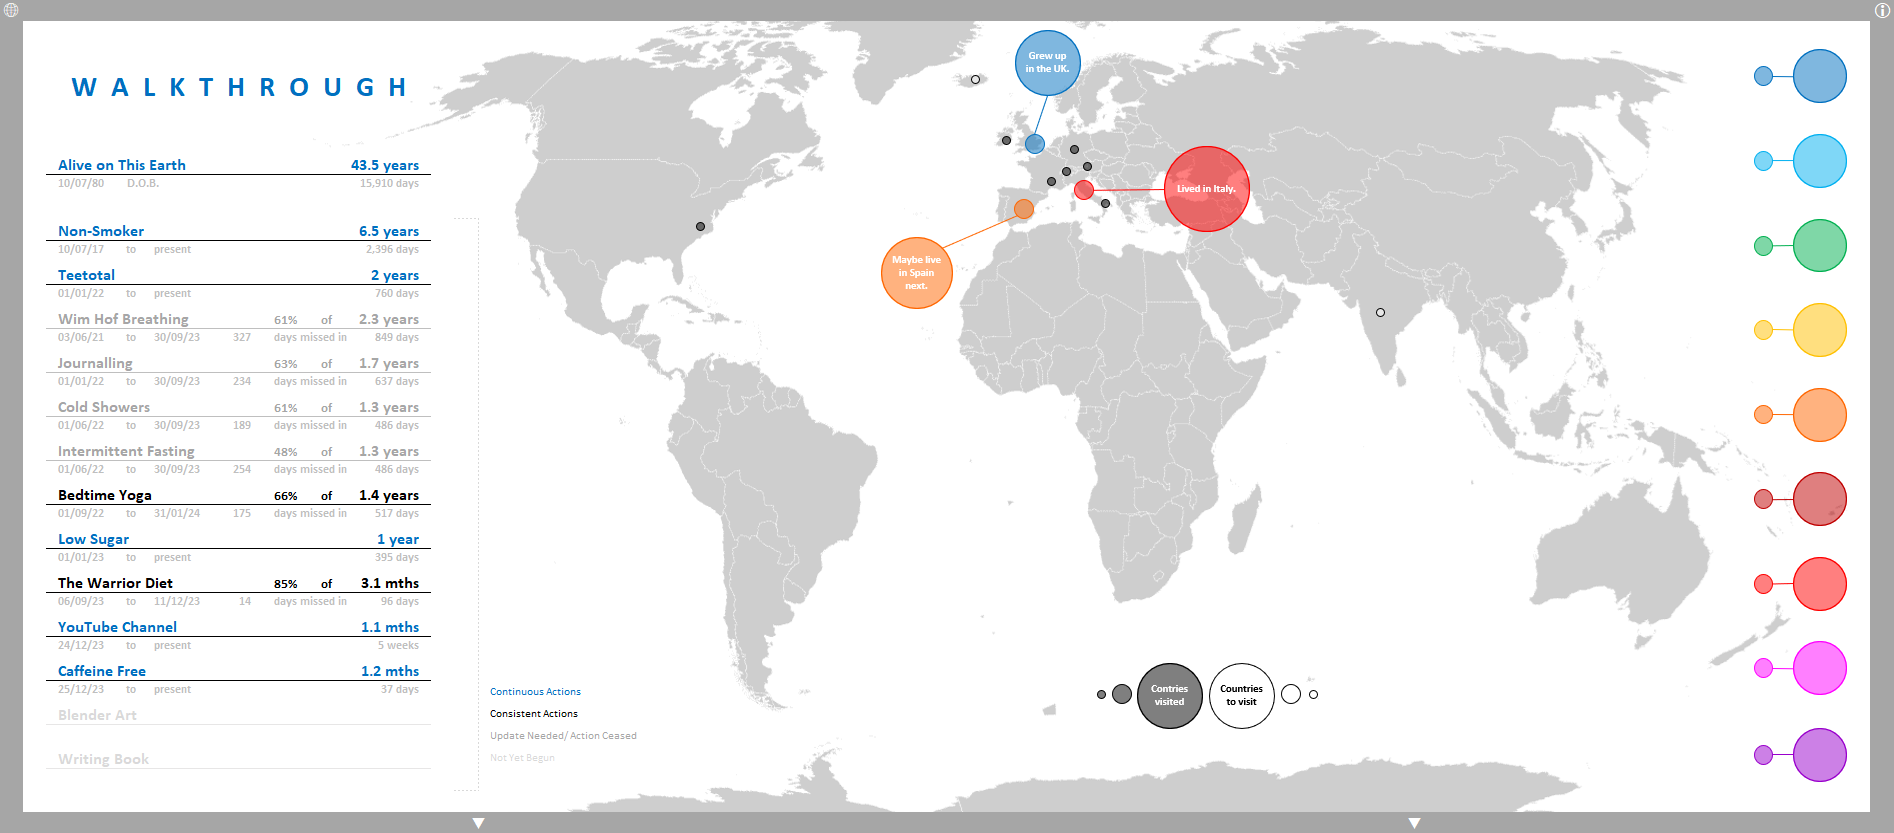 WALKTHROUGH
Alive on This Earth 43.5 years
10/07/80 D.O.B. 15,910 days
Non-Smoker 6.5 years
10/07/17 to present 2,396 days
Teetotal 2 years
01/01/22 to present 760 days
Wim Hof Breathing 61% of 2.3 years
03/06/21 to 30/09/23 327 days missed in 849 days
Journalling 63% of 1.7 years
01/01/22 to 30/09/23 234 days missed in 637 days
Cold Showers 61% of 1.3 years
01/06/22 to 30/09/23 189 days missed in 486 days
Intermittent Fasting 48% of 1.3 years
01/06/22 to 30/09/23 254 days missed in 486 days
Bedtime Yoga 66% of 1.4 years
01/09/22 to 31/01/24 175 days missed in 517 days
Low Sugar 1 year
01/01/23 to present 395 days
The Warrior Diet 85% of 3.1 mths
06/09/23 to 11/12/23 14 days missed in 96 days
YouTube Channel 1.1 mths
24/12/23 to present 5 weeks
Caffeine Free 1.2 mths
25/12/23 to present 37 days
Blender Art
Writing Book
Continuous Actions
Consistent Actions
Update Needed/ Action Ceased
Not Yet Begun
Grew up
in the UK.
Lived in Italy.
Maybe live
in Spain
next.
Contries
visited
Countries
to visit